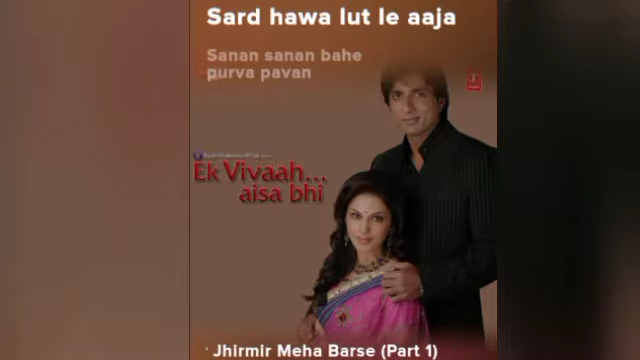 Sard hawa lut le aaja
Sanan sanan bahe
purva pavan
Ek Vivaah...
aisa bhi
Jhirmir Meha Barse (Part 1)